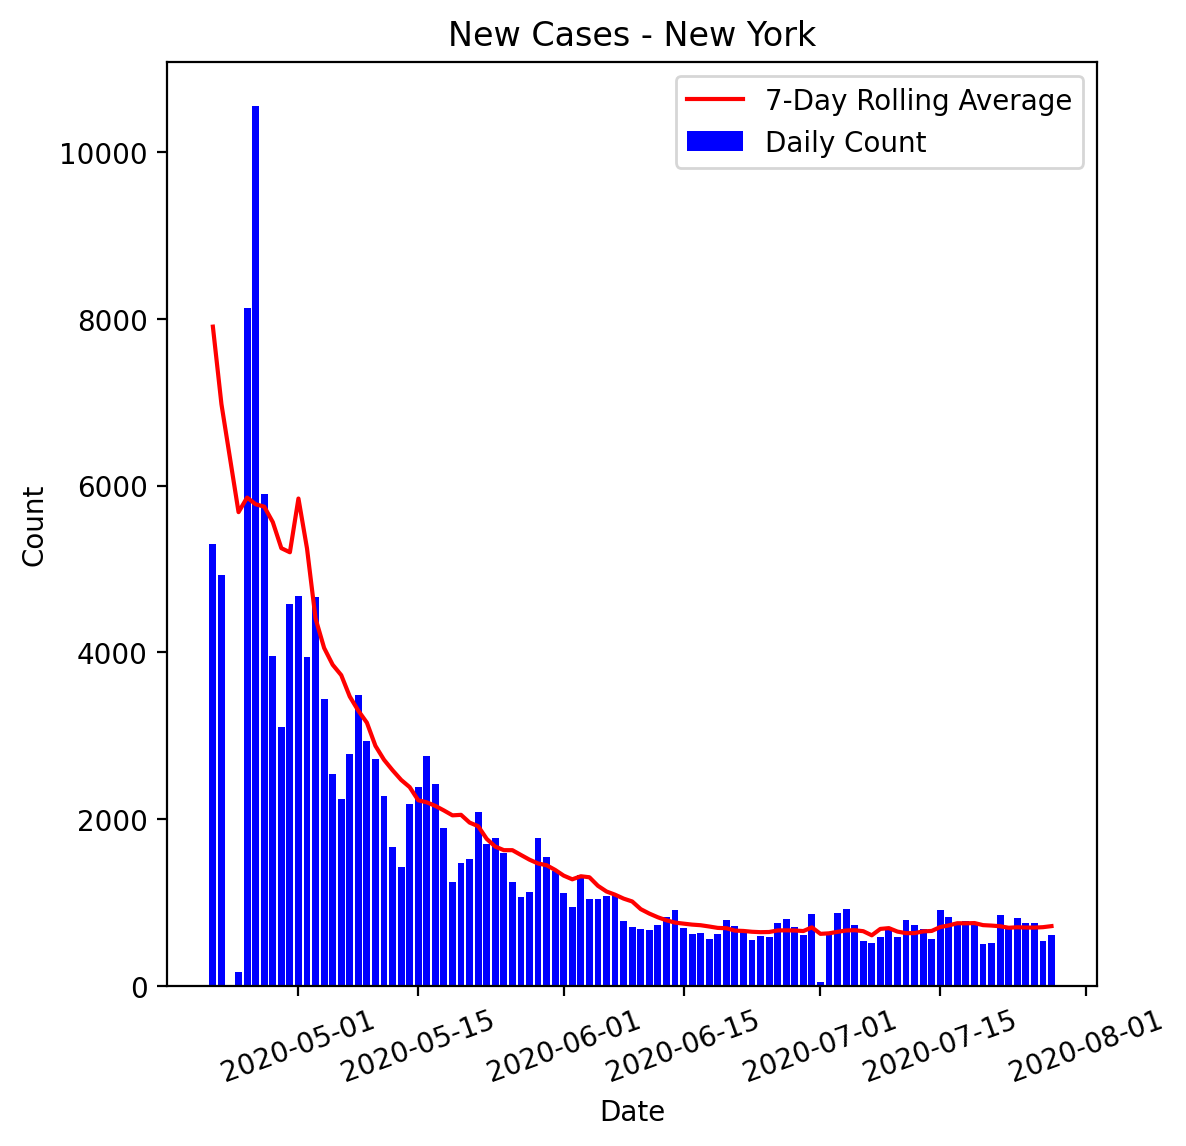 New Cases - New York
7-Day Rolling Average
Daily Count
10000
8000
6000
4000
2000
0
Count
2020-05-01
2020-05-15
2020-06-01
2020-06-15
2020-07-01
2020-07-15
2020-08-01
Date